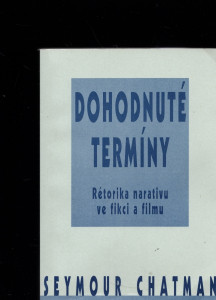 DOHODNUTÉ
TERMÍNY
Rétorika narativu
ve fikci a filmu
SEYMOUR CHATMAN